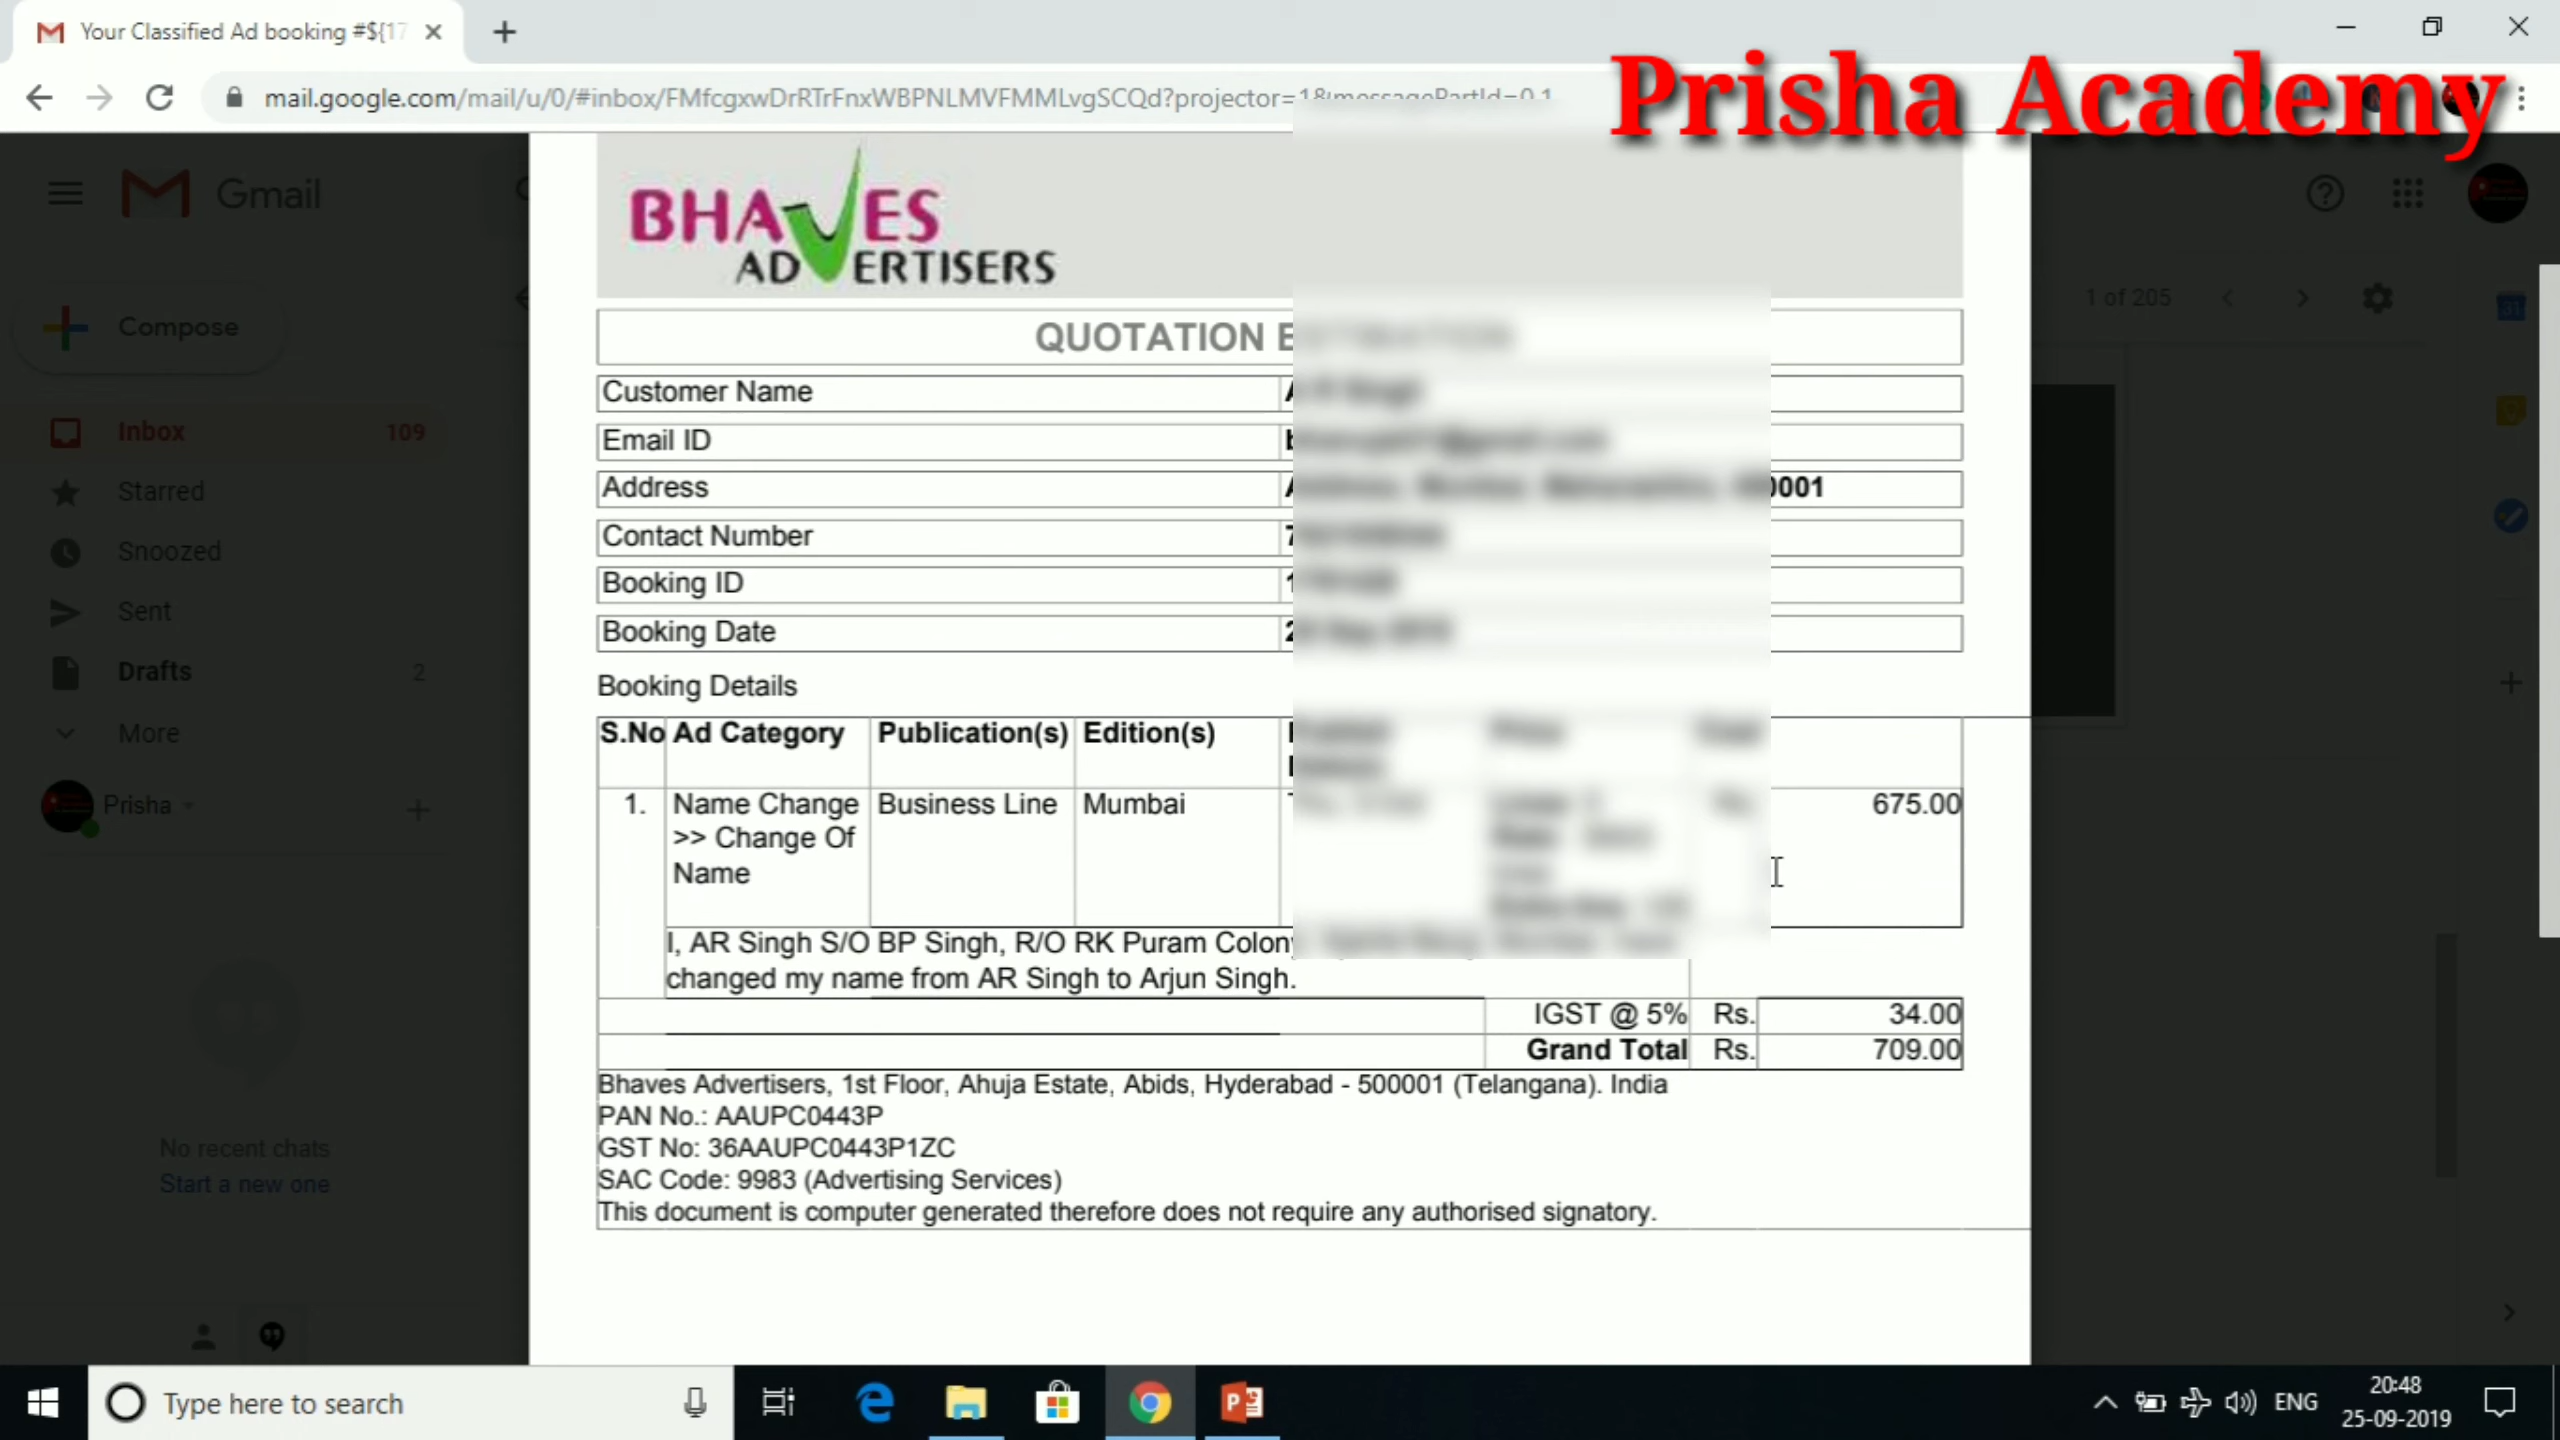 Your Classified Ad booking #${17
mail.google.com/mail/u/0/#inbox/FMfcgxwDrRTrFnxWBPNLMVFMMLvgSCQd?projector=1&messagePartId=0.1
Prisha Academy
Gmail
BHAVES
ADVERTISERS
1 of 205
Compose
QUOTATION
Customer Name
Inbox 109
Email ID
Starred
Address 0001
Snoozed
Contact Number
Booking ID
Sent
Booking Date
Drafts 2
Booking Details
More
S.No Ad Category Publication(s) Edition(s)
Prisha
1. Name Change Business Line Mumbai 675.00
>> Change Of
Name
I, AR Singh S/O BP Singh, R/O RK Puram
changed my name from AR Singh to Arjun Singh.
IGST @ 5% Rs. 34.00
Grand Total Rs. 709.00
Bhaves Advertisers, 1st Floor, Ahuja Estate, Abids, Hyderabad - 500001 (Telangana). India
PAN No.: AAUPC0443P
GST No: 36AAUPC0443P1ZC
SAC Code: 9983 (Advertising Services)
This document is computer generated therefore does not require any authorised signatory.
No recent chats
Start a new one
Type here to search
ENG
20:48
25-09-2019